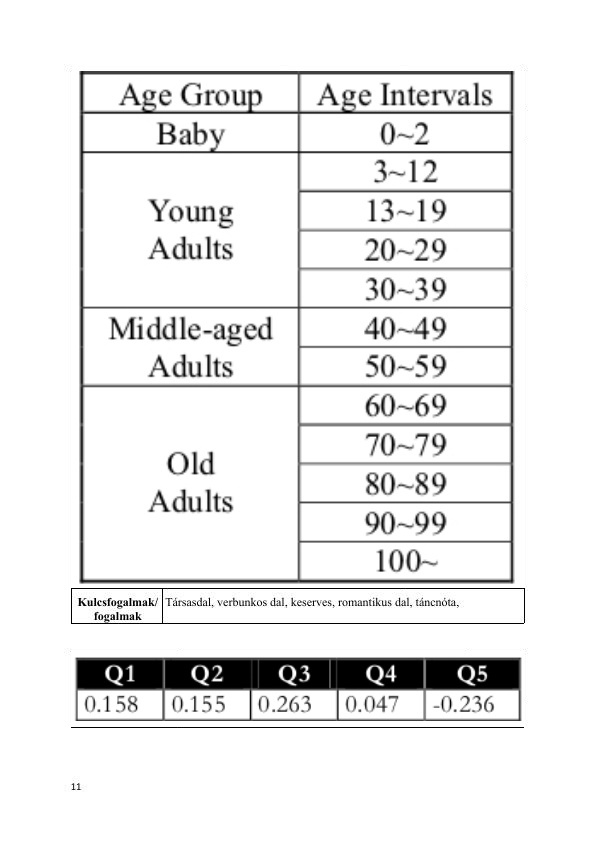 Age Group Age Intervals
Baby 0~2
Young Adults 3~12
13~19
20~29
30~39
Middle-aged Adults 40~49
50~59
Old Adults 60~69
70~79
80~89
90~99
100~
Kulcsfogalmak/ Társasdal, verbunkos dal, keserves, romantikus dal, táncnóta,
fogalmak
Q1 Q2 Q3 Q4 Q5
0.158 0.155 0.263 0.047 -0.236
11